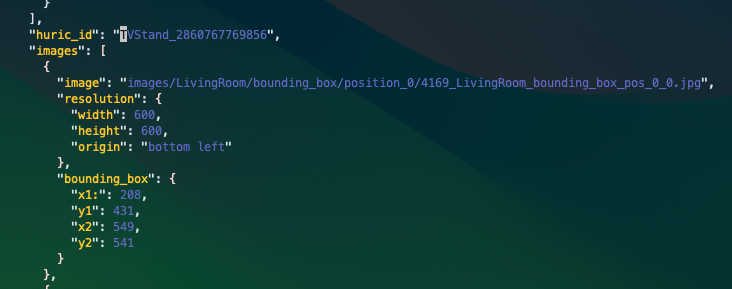 }
],
"huric_id": "TVStand_2860767769856",
"images": [
{
"image": "images/LivingRoom/bounding_box/position_0/4169_LivingRoom_bounding_box_pos_0_0.jpg",
"resolution": {
"width": 600,
"height": 600,
"origin": "bottom left"
},
"bounding_box": {
"x1:": 208,
"y1": 431,
"x2": 549,
"y2": 541
}
},
{